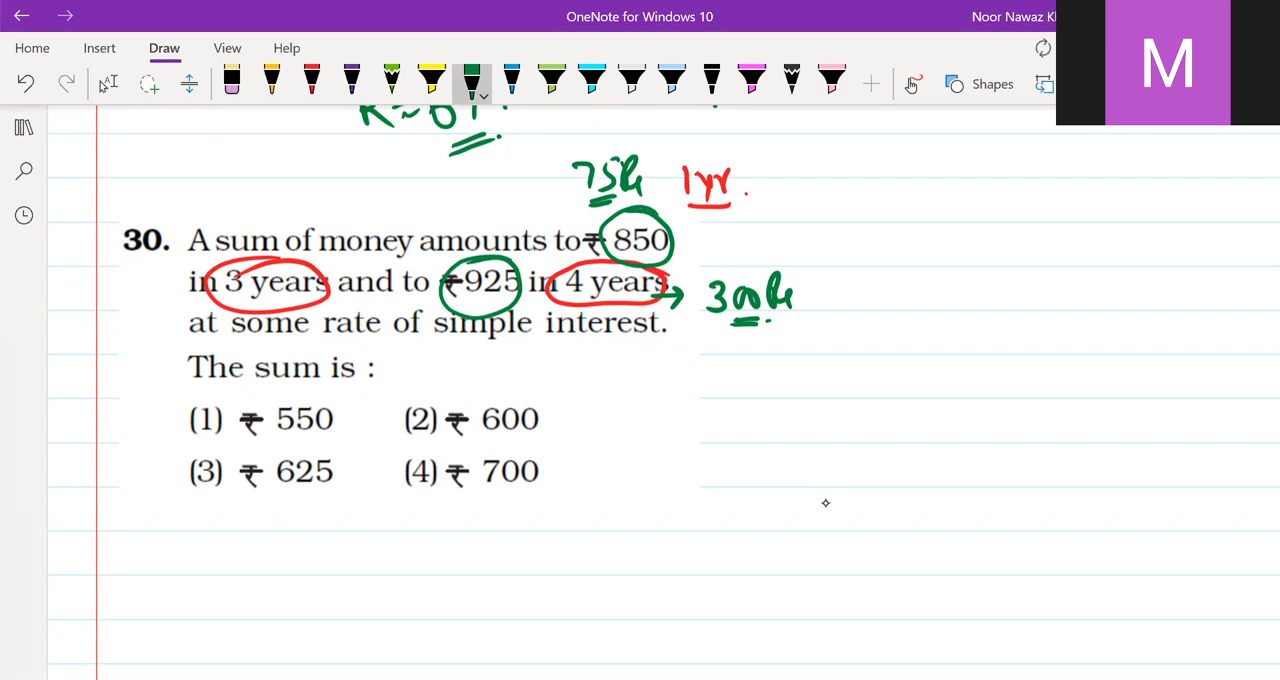 OneNote for Windows 10
Noor Nawaz Kl
Home Insert Draw View Help
Shapes
M
75Rs 1yr.
30. A sum of money amounts to ₹ 850
in 3 years and to ₹925 in 4 years → 300Rs
at some rate of simple interest.
The sum is :
(1) ₹ 550 (2) ₹ 600
(3) ₹ 625 (4) ₹ 700